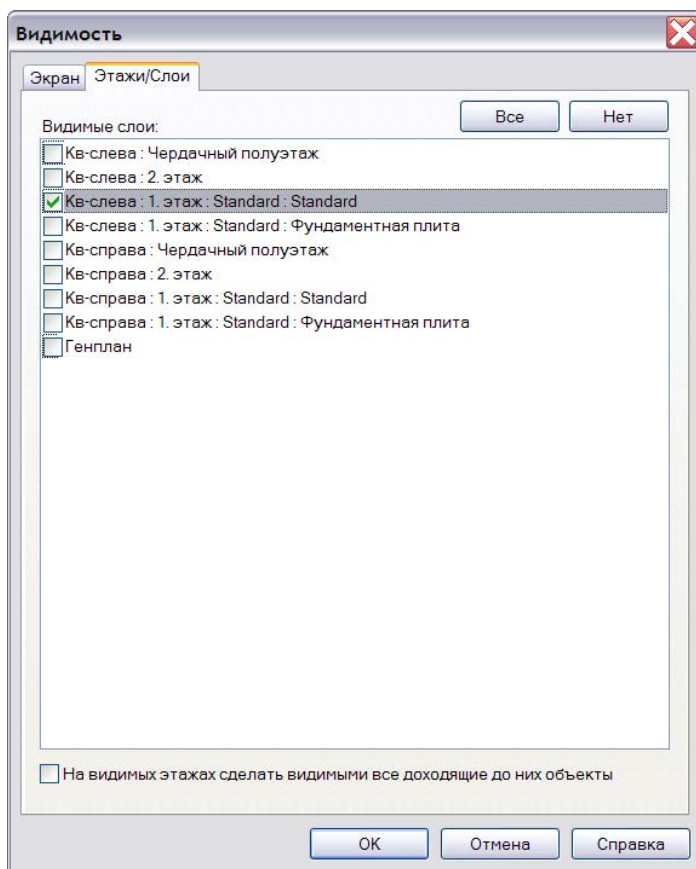 Видимость
Экран Этажи/Слои
Все Нет
Видимые слои:
Кв-слева : Чердачный полуэтаж
Кв-слева : 2. этаж
Кв-слева : 1. этаж : Standard : Standard
Кв-слева : 1. этаж : Standard : Фундаментная плита
Кв-справа : Чердачный полуэтаж
Кв-справа : 2. этаж
Кв-справа : 1. этаж : Standard : Standard
Кв-справа : 1. этаж : Standard : Фундаментная плита
Генплан
На видимых этажах сделать видимыми все доходящие до них объекты
OK Отмена Справка